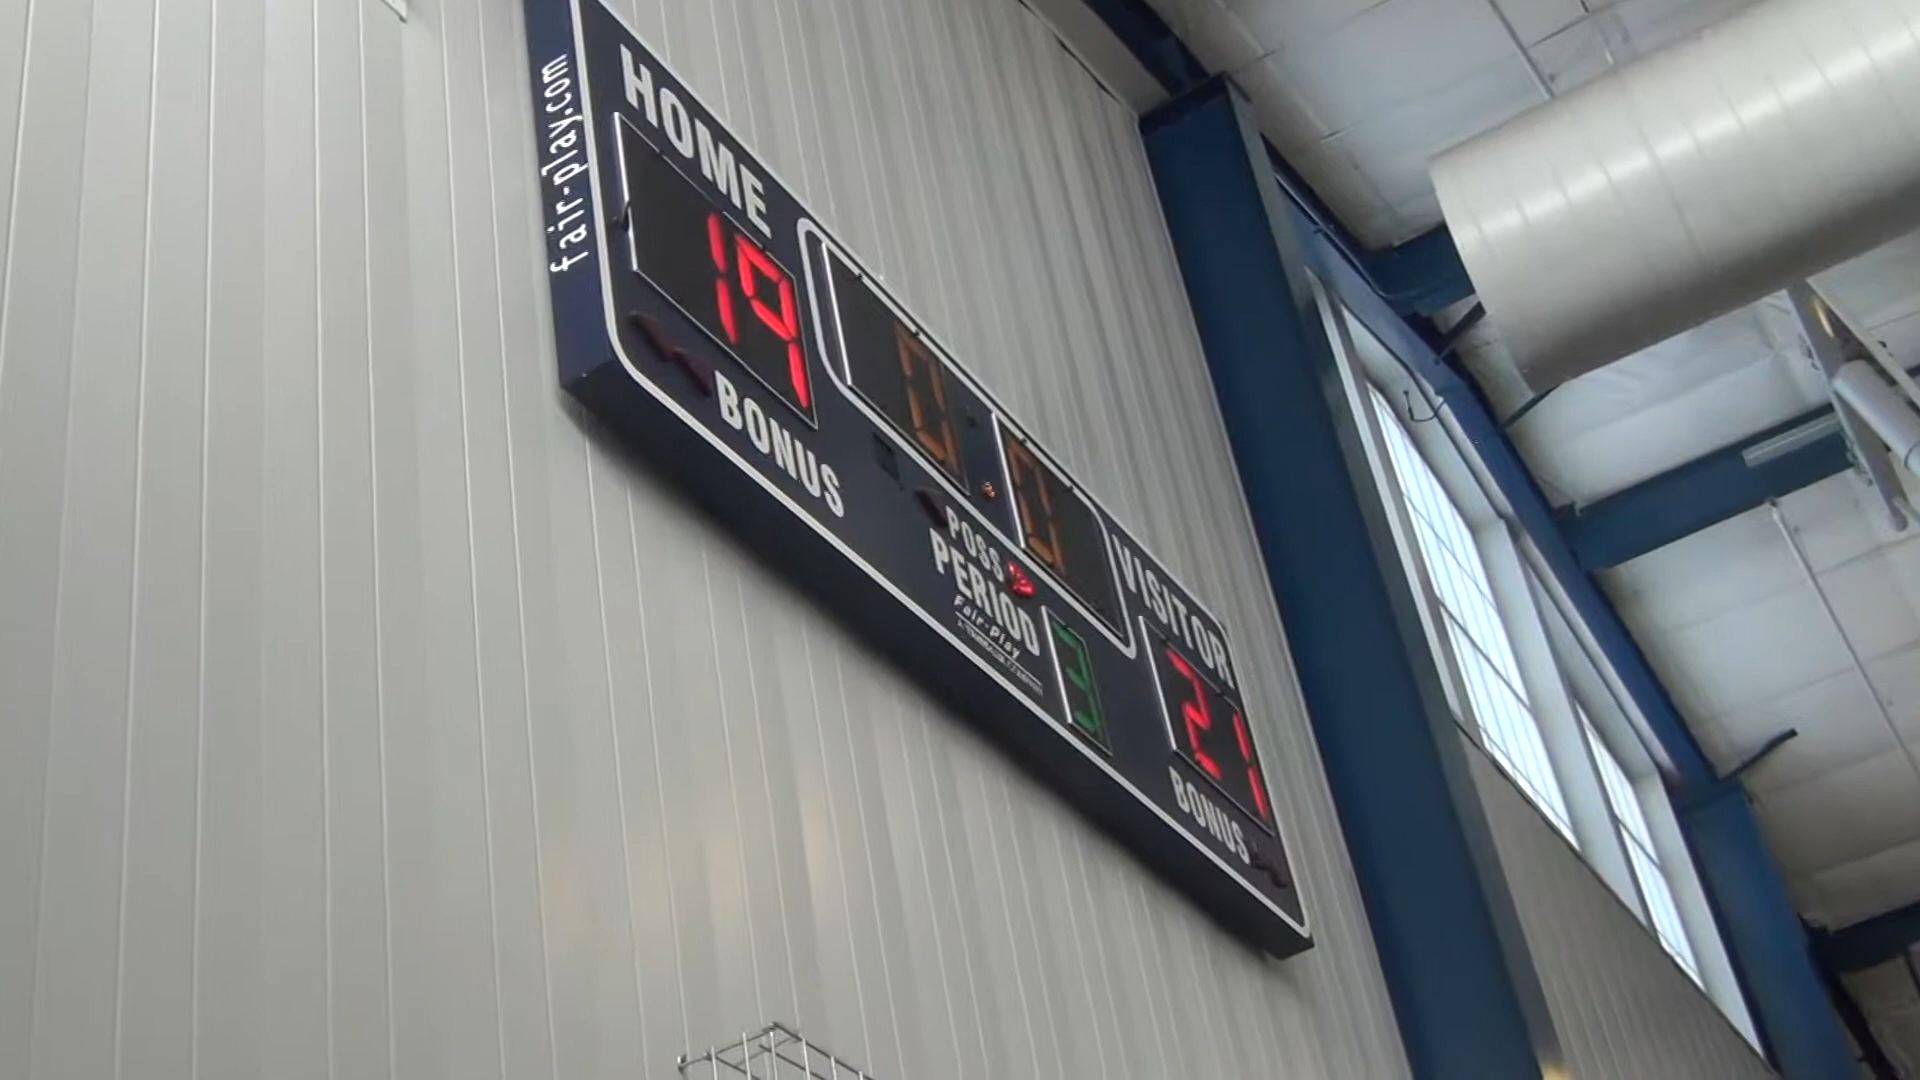 fair-play.com
HOME
19
BONUS
0.0
POSS
PERIOD
3
Fair-Play
VISITOR
21
BONUS